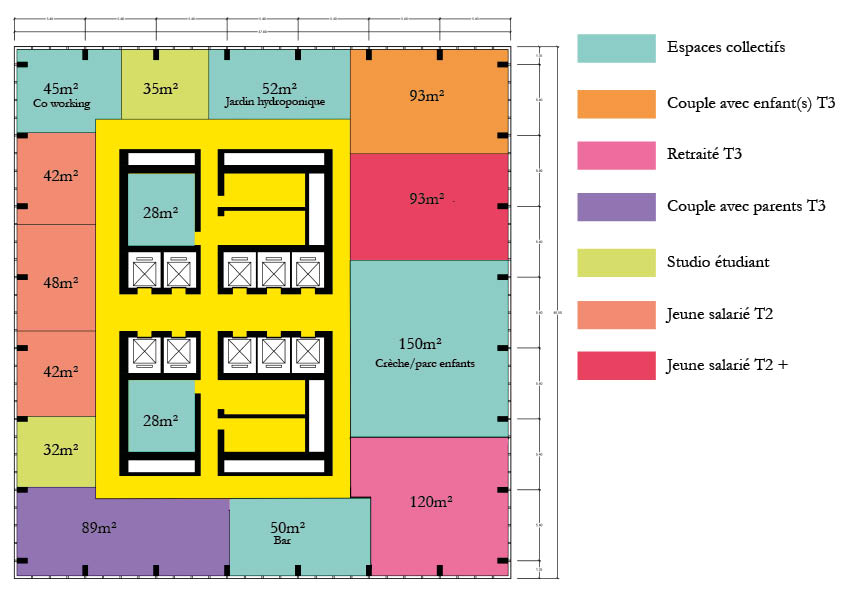 45m²
Co working
35m²
52m²
Jardin hydroponique
93m²
42m²
28m²
93m²
48m²
150m²
Crèche/parc enfants
42m²
28m²
32m²
89m²
50m²
Bar
120m²
Espaces collectifs
Couple avec enfant(s) T3
Retraité T3
Couple avec parents T3
Studio étudiant
Jeune salarié T2
Jeune salarié T2 +